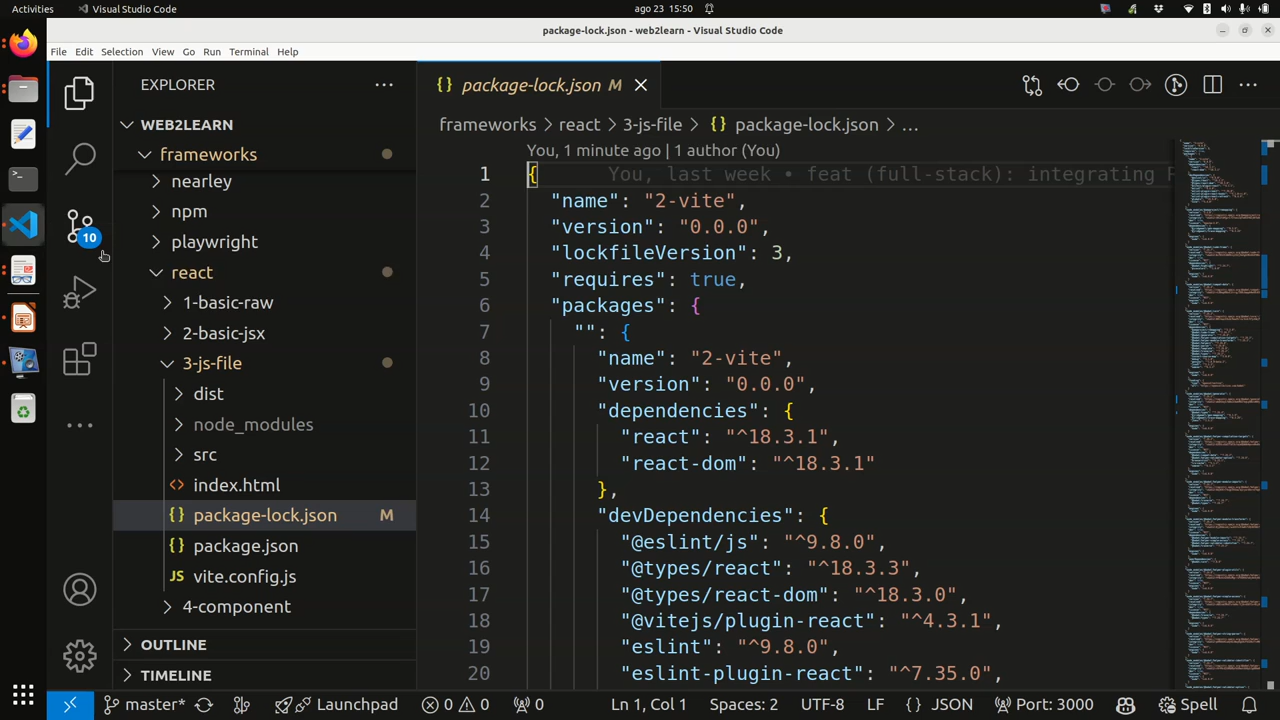 Activities
Visual Studio Code
ago 23 15:50
package-lock.json - web2learn - Visual Studio Code
File Edit Selection View Go Run Terminal Help
EXPLORER
WEB2LEARN
frameworks
nearley
npm
playwright
react
1-basic-raw
2-basic-jsx
3-js-file
dist
node_modules
src
<> index.html
{} package-lock.json M
{} package.json
JS vite.config.js
4-component
OUTLINE
TIMELINE
10
{} package-lock.json M
frameworks > react > 3-js-file > {} package-lock.json > ...
You, 1 minute ago | 1 author (You)
1 { You, last week • feat (full-stack): integrating
2 "name": "2-vite",
3 "version": "0.0.0",
4 "lockfileVersion": 3,
5 "requires": true,
6 "packages": {
7 "": {
8 "name": "2-vite",
9 "version": "0.0.0",
10 "dependencies": {
11 "react": "^18.3.1",
12 "react-dom": "^18.3.1"
13 },
14 "devDependencies": {
15 "@eslint/js": "^9.8.0",
16 "@types/react": "^18.3.3",
17 "@types/react-dom": "^18.3.0",
18 "@vitejs/plugin-react": "^4.3.1",
19 "eslint": "^9.8.0",
20 "eslint-plugin-react": "^7.35.0",
master* Launchpad 0 0 0 Ln 1, Col 1 Spaces: 2 UTF-8 LF {} JSON Port: 3000 Spell